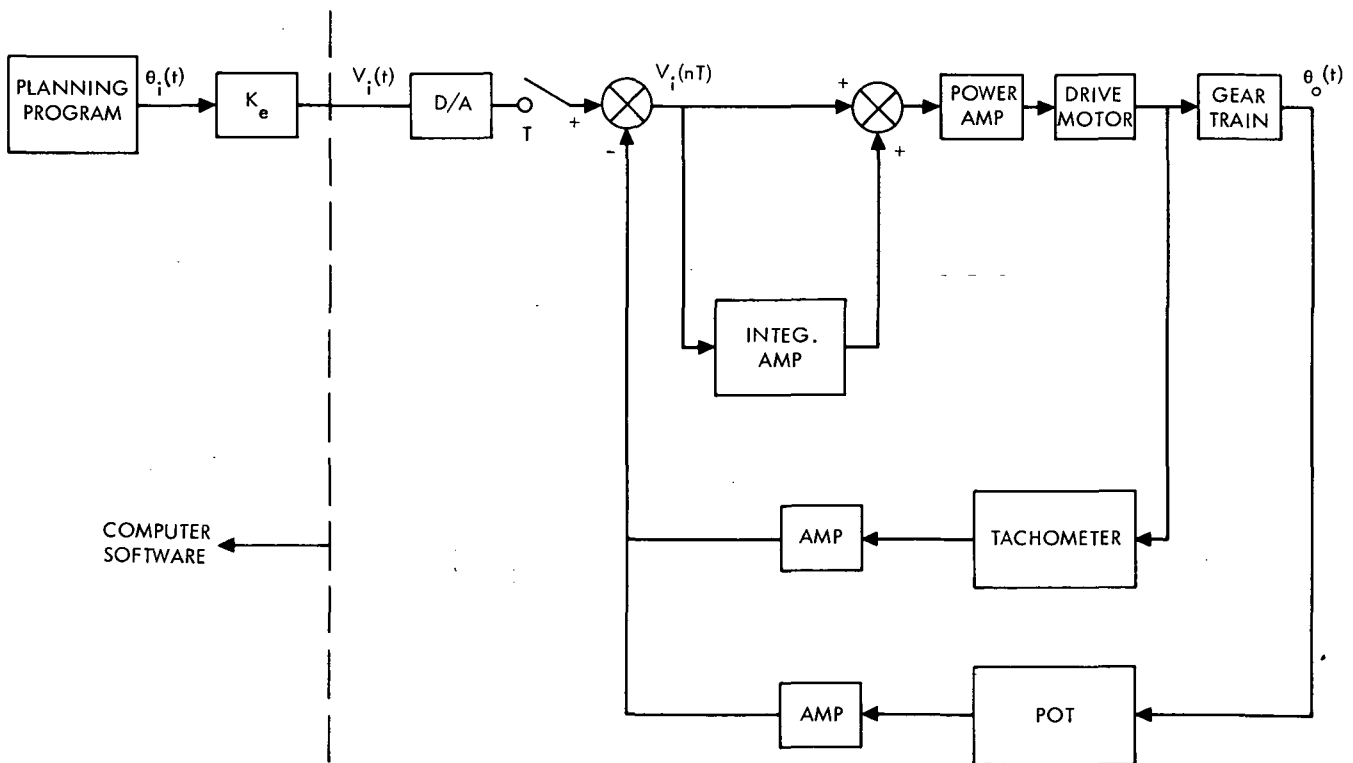 PLANNING
PROGRAM
θi(t)
Ke
Vi(t)
D/A
T
+
-
Vi(nT)
+
+
POWER
AMP
DRIVE
MOTOR
GEAR
TRAIN
θo(t)
INTEG.
AMP
COMPUTER
SOFTWARE
AMP
TACHOMETER
AMP
POT